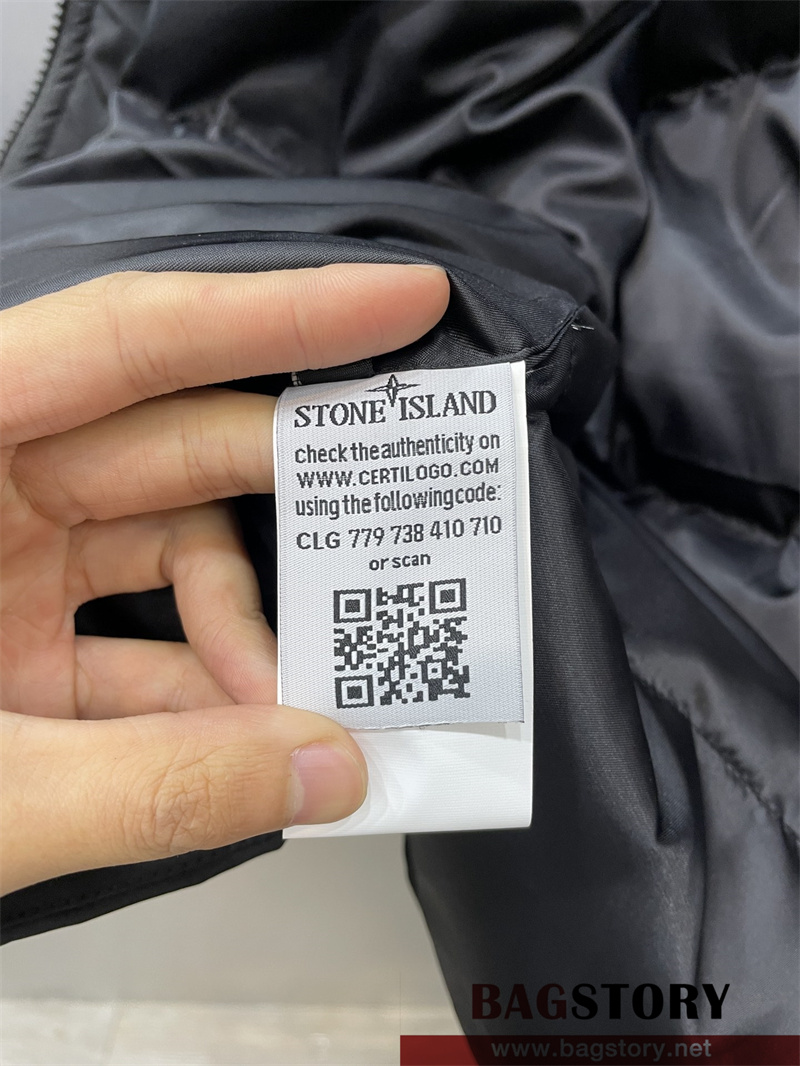 STONE ISLAND
check the authenticity on
WWW.CERTILOGO.COM
using the following code:
CLG 779 738 410 710
or scan
BAGSTORY
www.bagstory.net